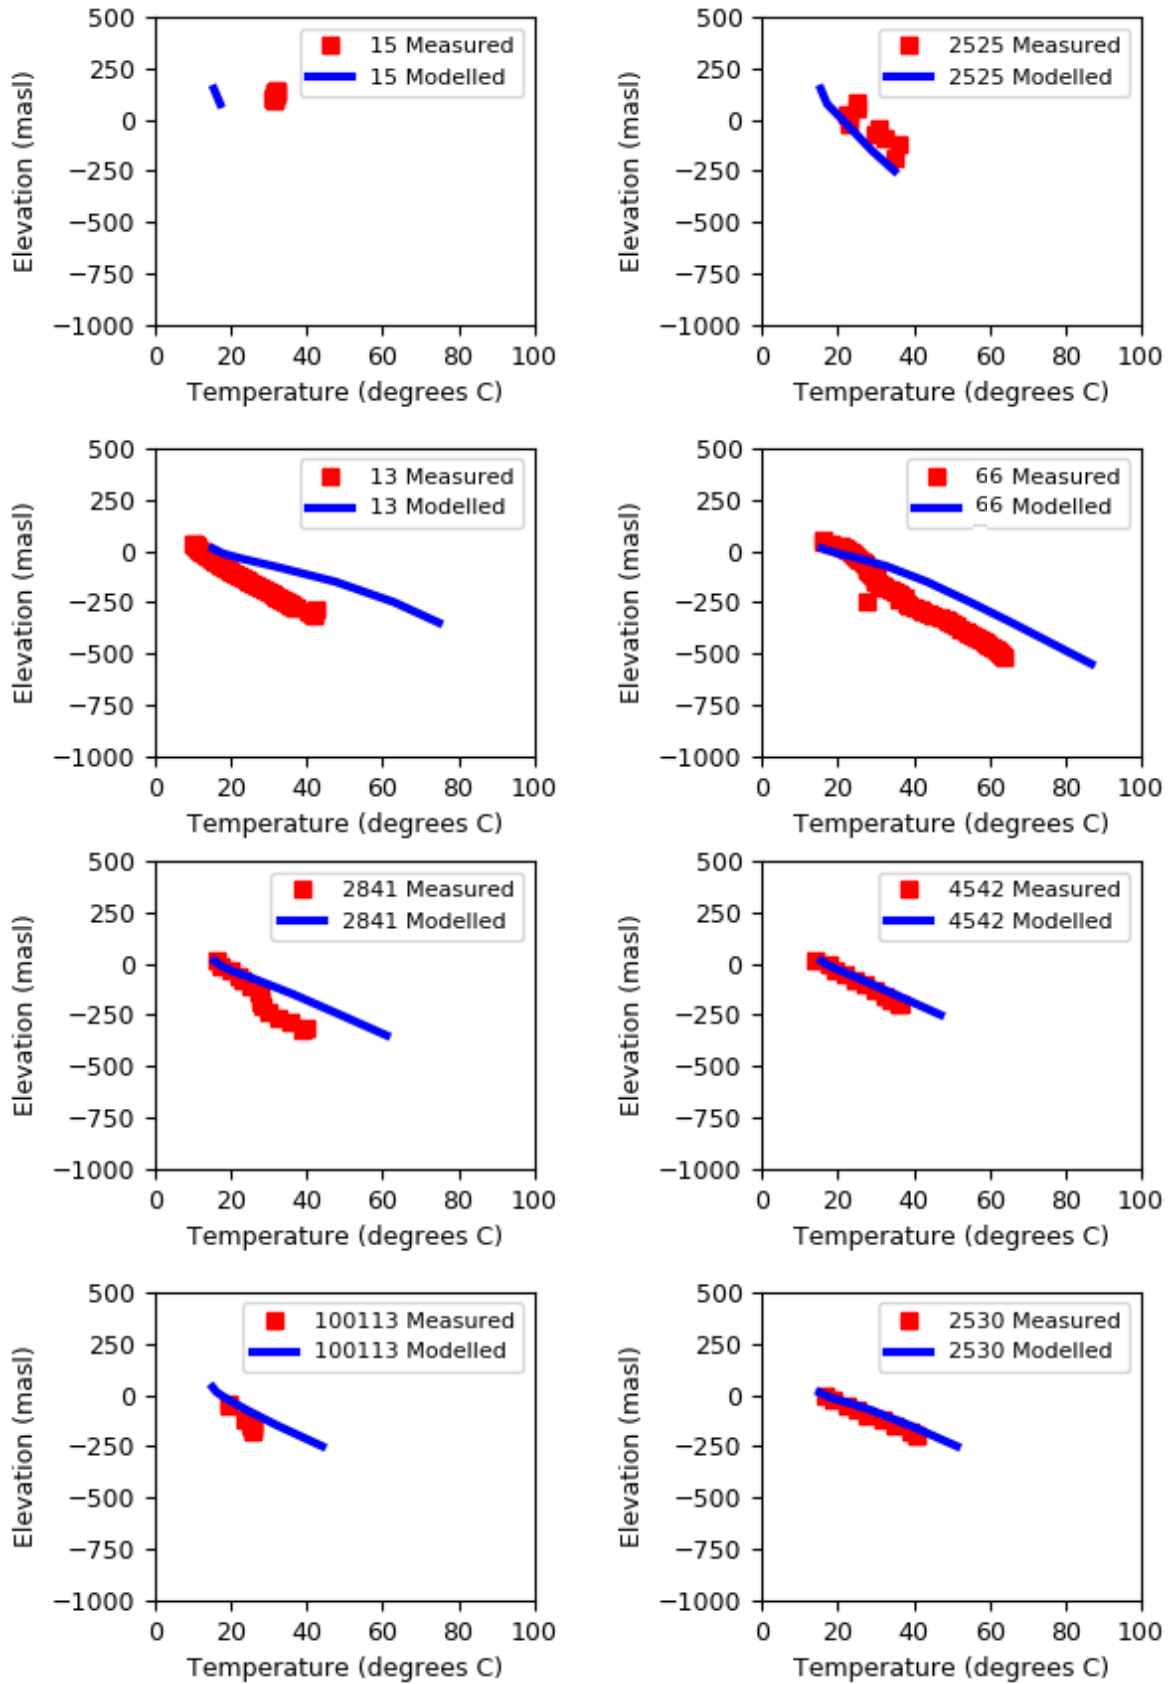 500
250
0
−250
−500
−750
−1000
Elevation (masl)
15 Measured
15 Modelled
0 20 40 60 80 100
Temperature (degrees C)
500
250
0
−250
−500
−750
−1000
Elevation (masl)
2525 Measured
2525 Modelled
0 20 40 60 80 100
Temperature (degrees C)
500
250
0
−250
−500
−750
−1000
Elevation (masl)
13 Measured
13 Modelled
0 20 40 60 80 100
Temperature (degrees C)
500
250
0
−250
−500
−750
−1000
Elevation (masl)
66 Measured
66 Modelled
0 20 40 60 80 100
Temperature (degrees C)
500
250
0
−250
−500
−750
−1000
Elevation (masl)
2841 Measured
2841 Modelled
0 20 40 60 80 100
Temperature (degrees C)
500
250
0
−250
−500
−750
−1000
Elevation (masl)
4542 Measured
4542 Modelled
0 20 40 60 80 100
Temperature (degrees C)
500
250
0
−250
−500
−750
−1000
Elevation (masl)
100113 Measured
100113 Modelled
0 20 40 60 80 100
Temperature (degrees C)
500
250
0
−250
−500
−750
−1000
Elevation (masl)
2530 Measured
2530 Modelled
0 20 40 60 80 100
Temperature (degrees C)